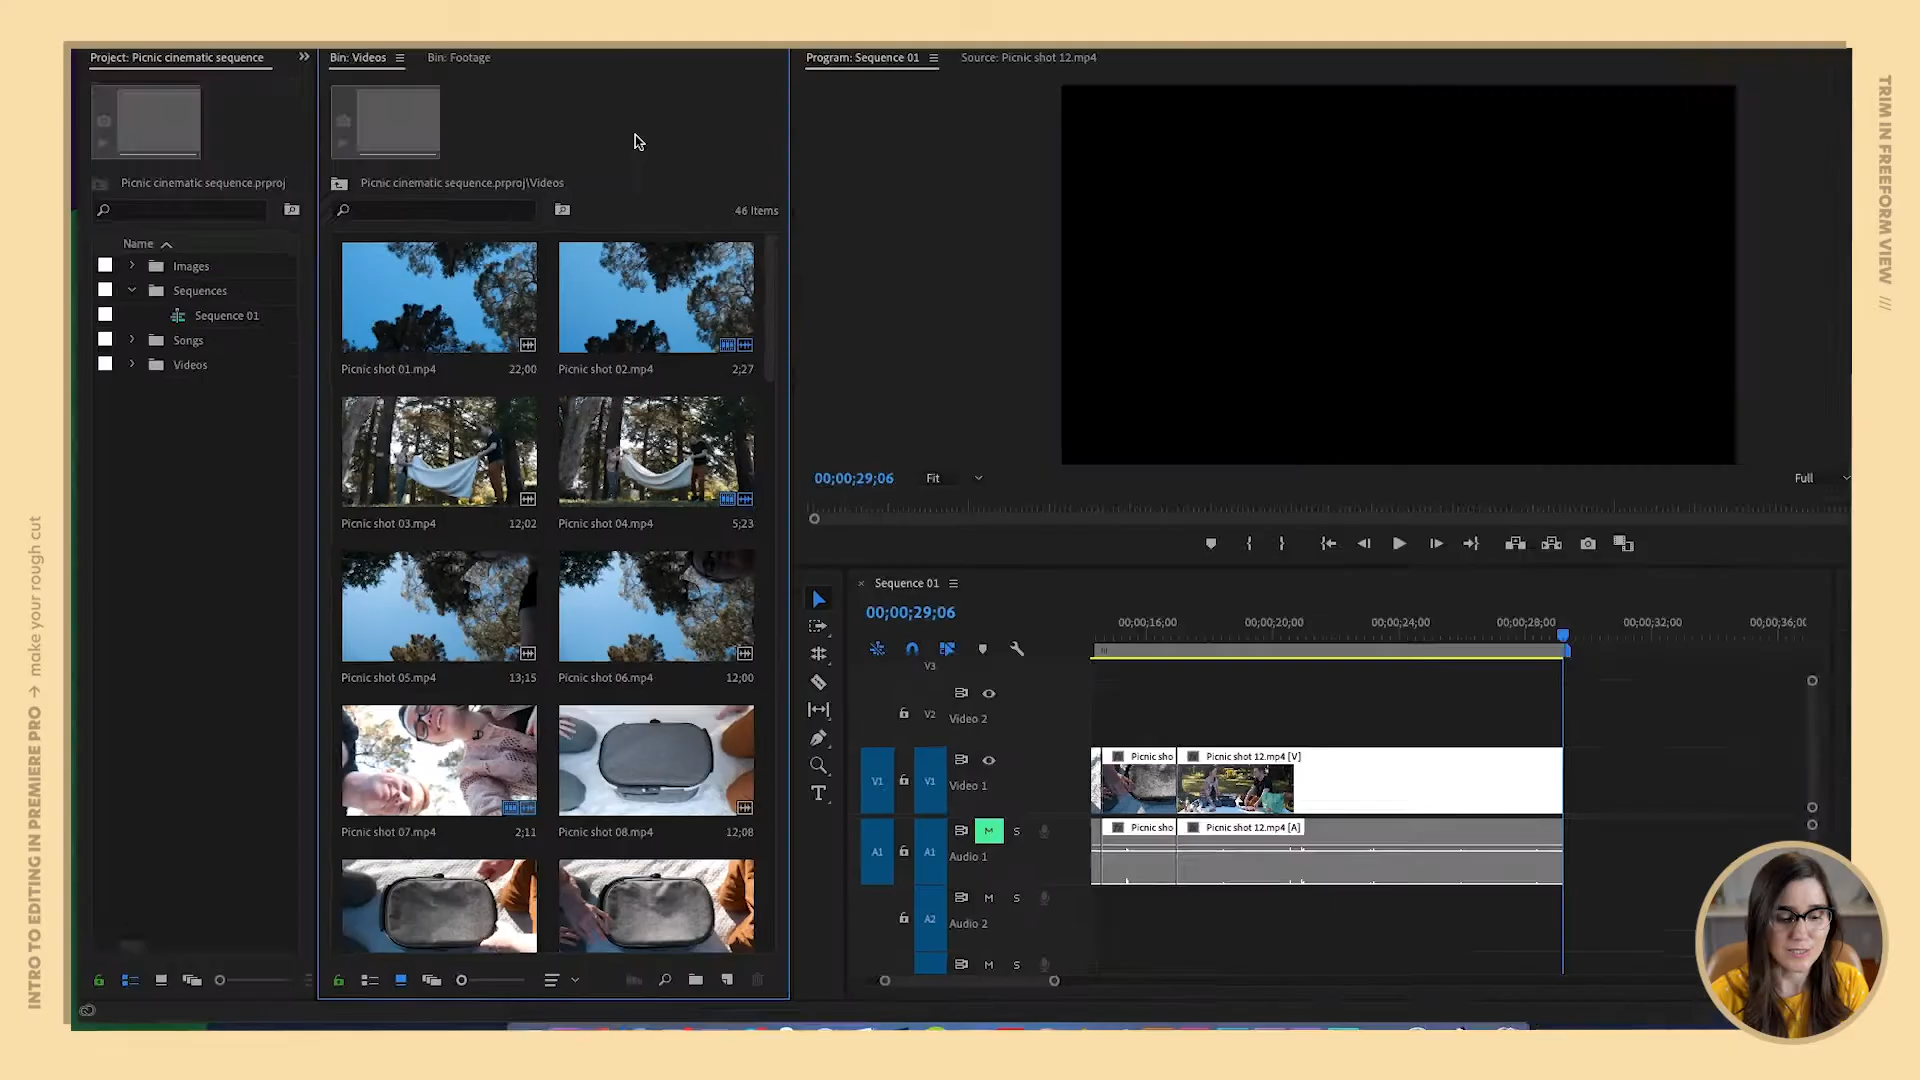 Project: Picnic cinematic sequence
Picnic cinematic sequence.prproj
Name
Images
Sequences
Sequence 01
Songs
Videos
Bin: Videos
Bin: Footage
Picnic cinematic sequence.prproj\Videos
46 Items
Picnic shot 01.mp4 22;00
Picnic shot 02.mp4 2;27
Picnic shot 03.mp4 12;02
Picnic shot 04.mp4 5;23
Picnic shot 05.mp4 13;15
Picnic shot 06.mp4 12;00
Picnic shot 07.mp4 2;11
Picnic shot 08.mp4 12;08
Program: Sequence 01
Source: Picnic shot 12.mp4
00;00;29;06 Fit Full
Sequence 01
00;00;29;06
00;00;16;00 00;00;20;00 00;00;24;00 00;00;28;00 00;00;32;00 00;00;36;0
V3
V2 Video 2
V1 V1 Video 1
Picnic sho Picnic shot 12.mp4 [V]
A1 A1 M S Audio 1
Picnic sho Picnic shot 12.mp4 [A]
M S
A2 Audio 2
M S
TRIM IN FREEFORM VIEW ///
INTRO TO EDITING IN PREMIERE PRO → make your rough cut